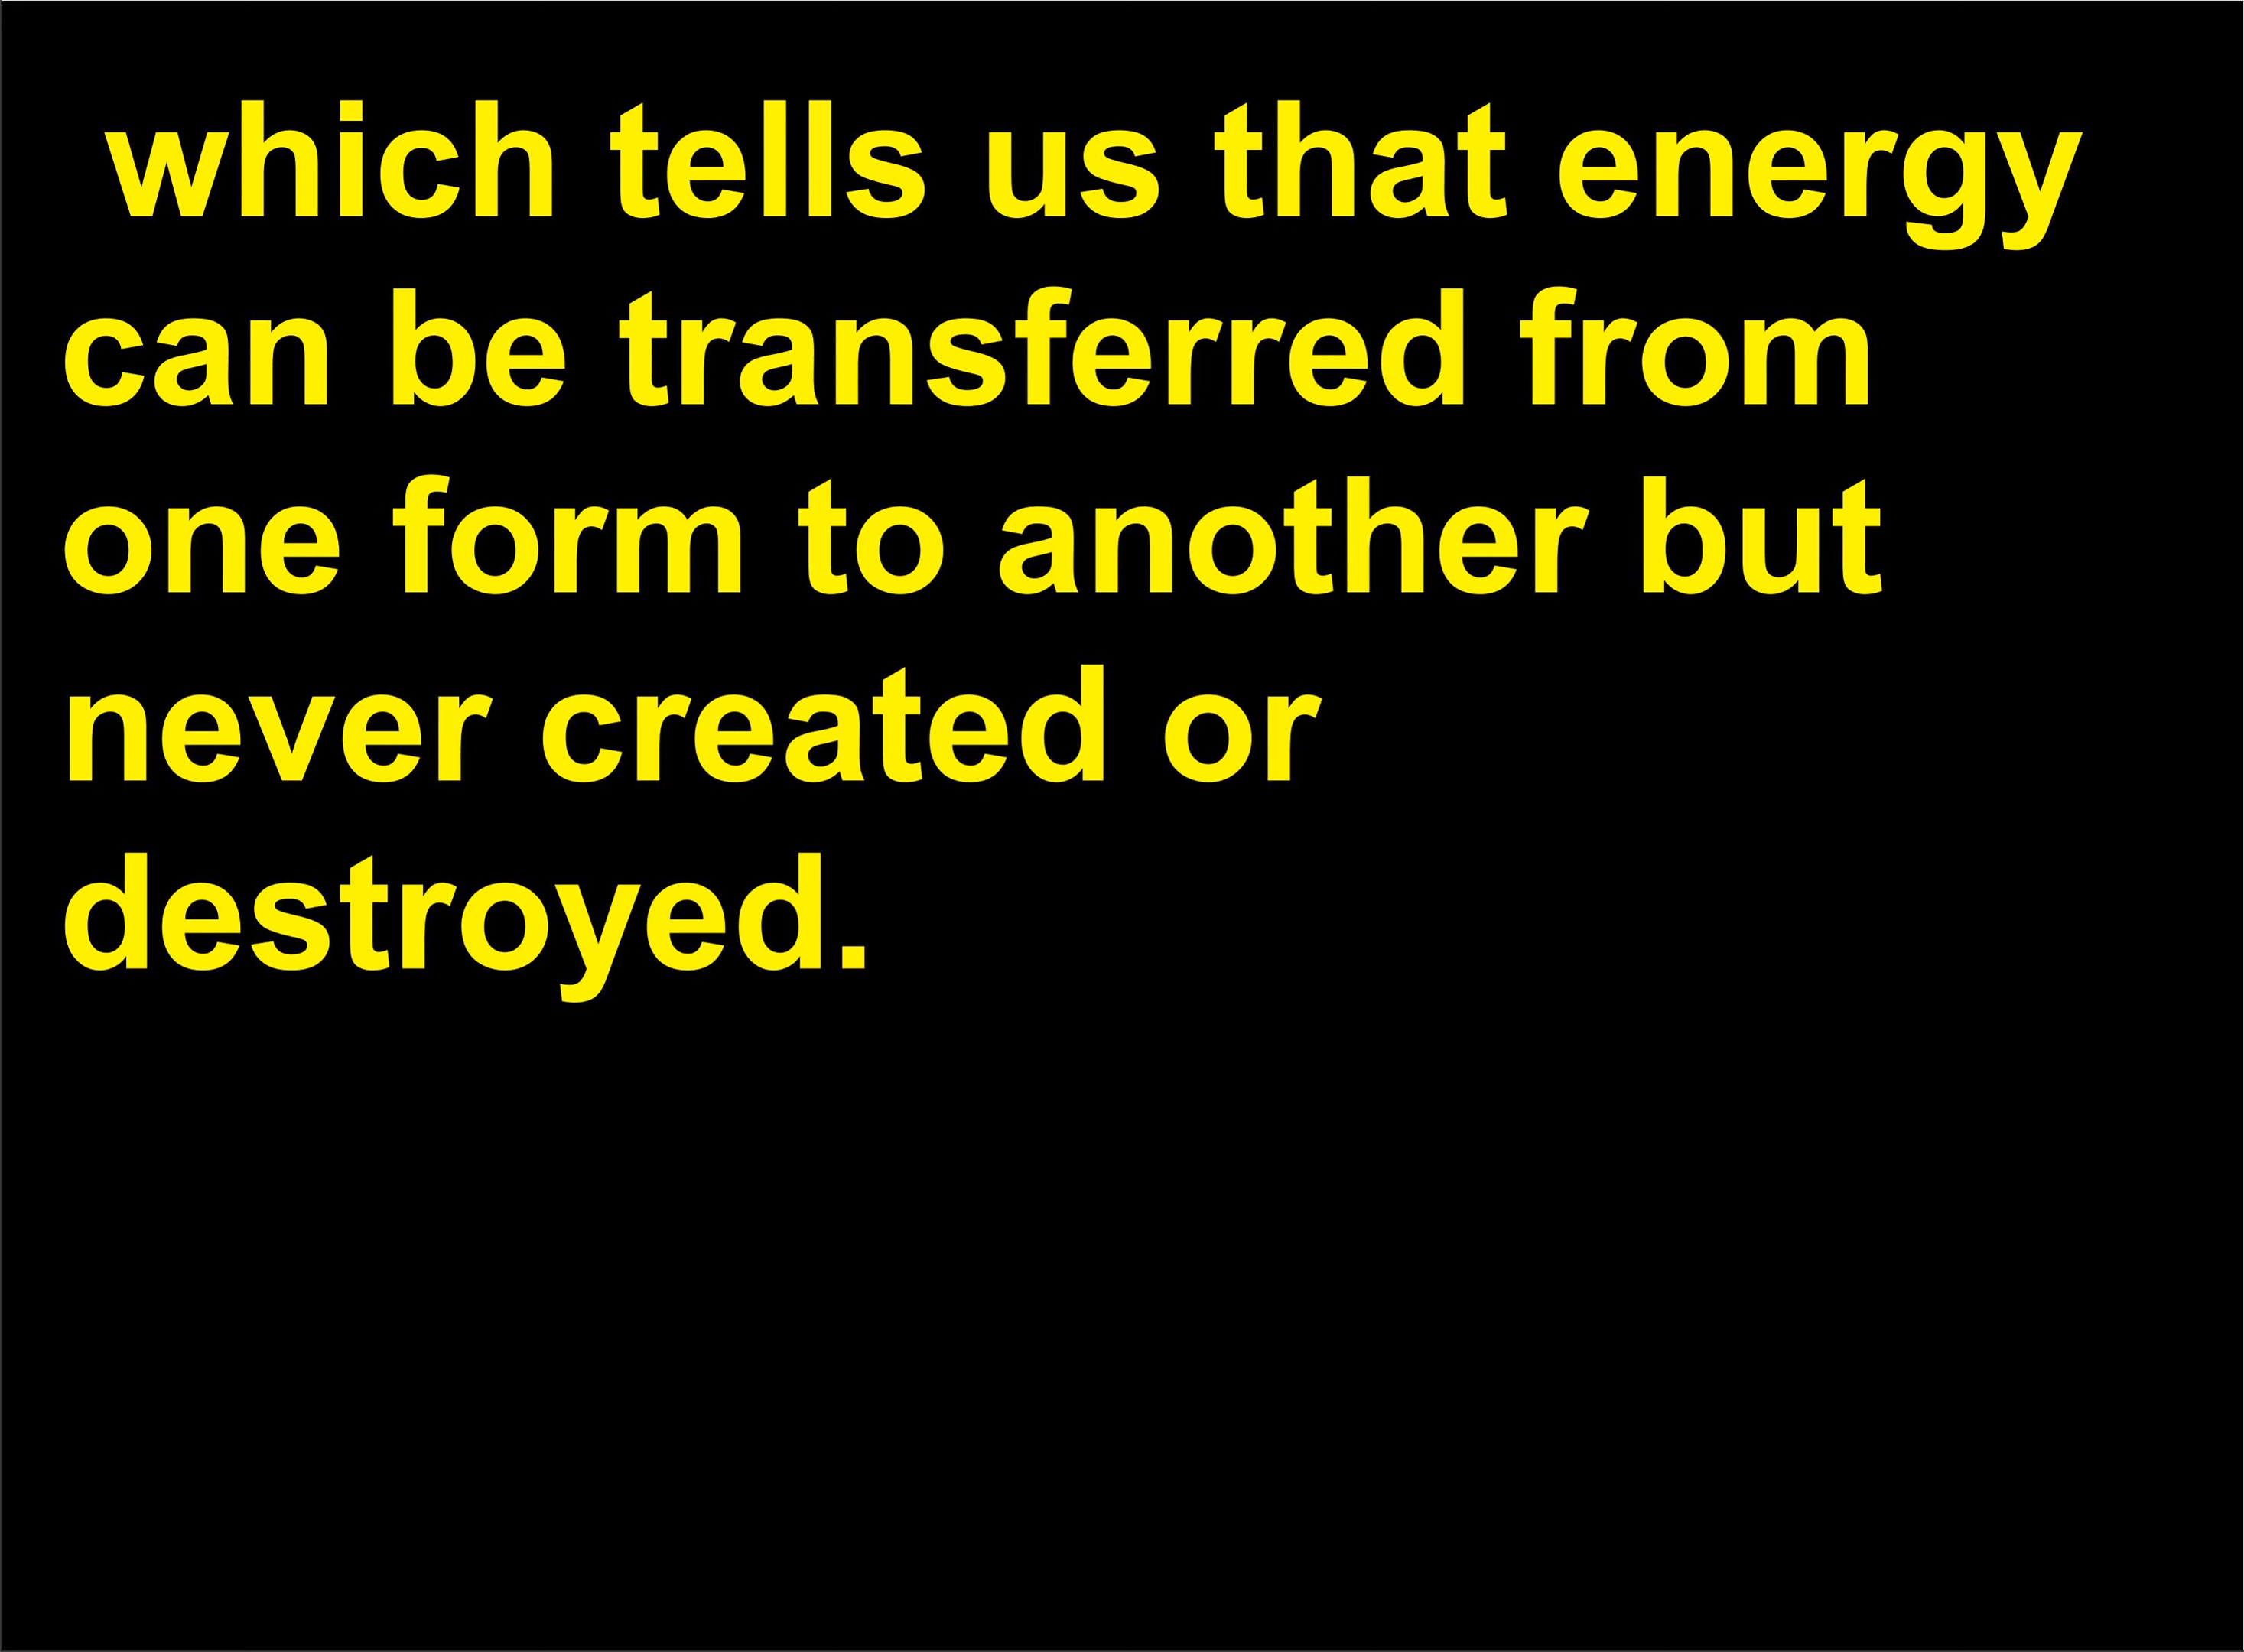 which tells us that energy
can be transferred from
one form to another but
never created or
destroyed.